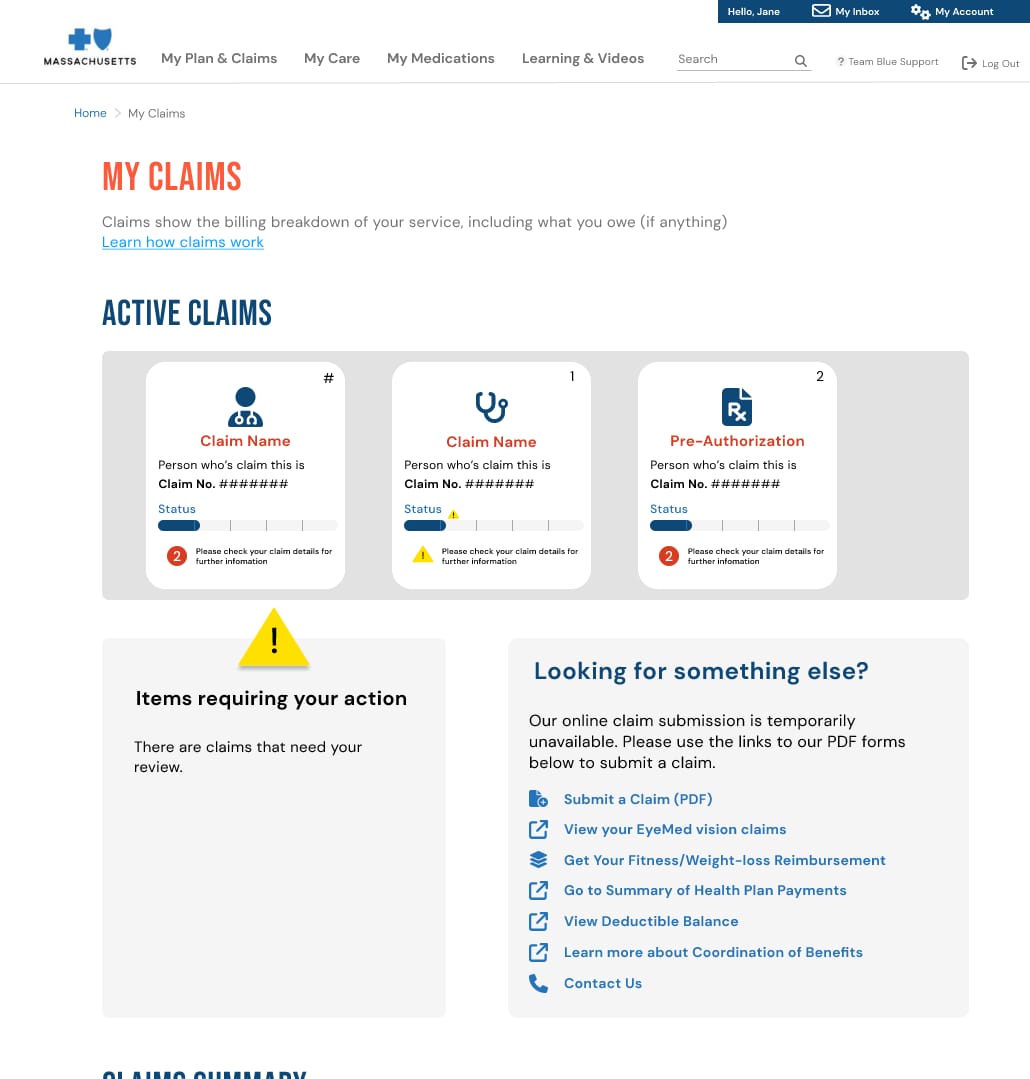 Hello, Jane
My Inbox
My Account
MASSACHUSETTS
My Plan & Claims
My Care
My Medications
Learning & Videos
Search
? Team Blue Support
Log Out
Home
My Claims
MY CLAIMS
Claims show the billing breakdown of your service, including what you owe (if anything)
Learn how claims work
ACTIVE CLAIMS
#
Claim Name
Person who's claim this is
Claim No. #######
Status
2
Please check your claim details for
further infomation
1
Claim Name
Person who's claim this is
Claim No. #######
Status
!
!
Please check your claim details for
further information
2
Rx
Pre-Authorization
Person who's claim this is
Claim No. #######
Status
2
Please check your claim details for
further infomation
!
Items requiring your action
There are claims that need your
review.
Looking for something else?
Our online claim submission is temporarily
unavailable. Please use the links to our PDF forms
below to submit a claim.
Submit a Claim (PDF)
View your EyeMed vision claims
Get Your Fitness/Weight-loss Reimbursement
Go to Summary of Health Plan Payments
View Deductible Balance
Learn more about Coordination of Benefits
Contact Us
CLAIMS SUMMARY